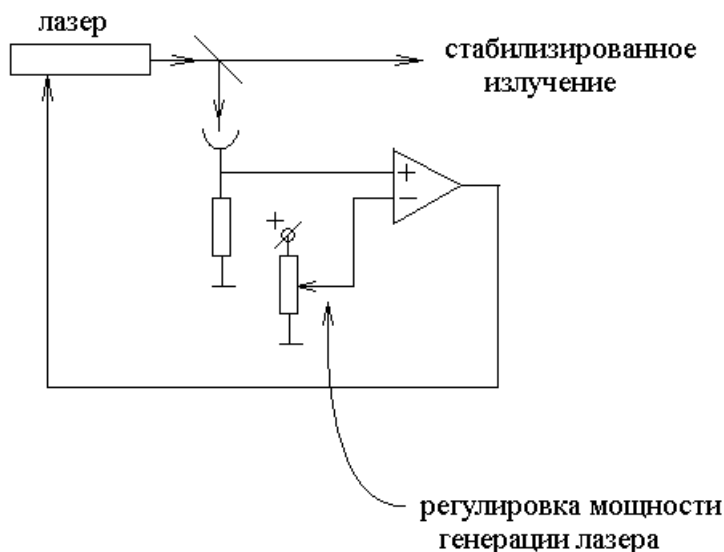 лазер
стабилизированное
излучение
+
−
+
регулировка мощности
генерации лазера